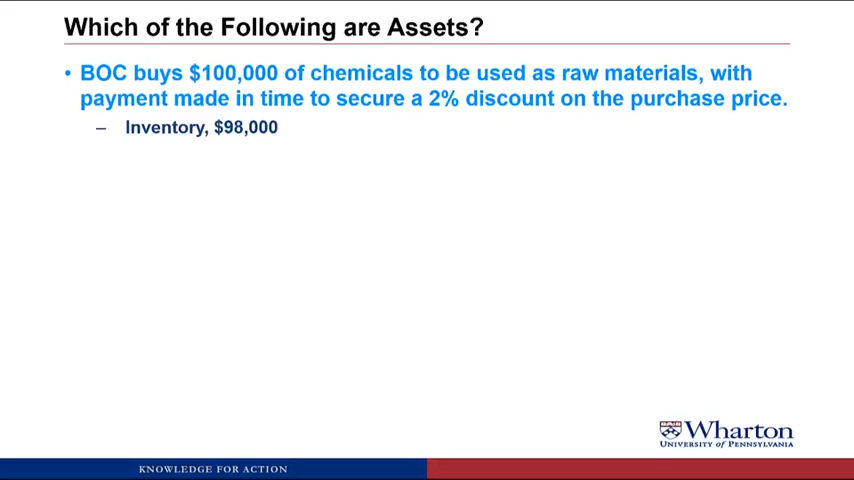 Which of the Following are Assets?
• BOC buys $100,000 of chemicals to be used as raw materials, with
payment made in time to secure a 2% discount on the purchase price.
– Inventory, $98,000
Wharton
UNIVERSITY of PENNSYLVANIA
KNOWLEDGE FOR ACTION